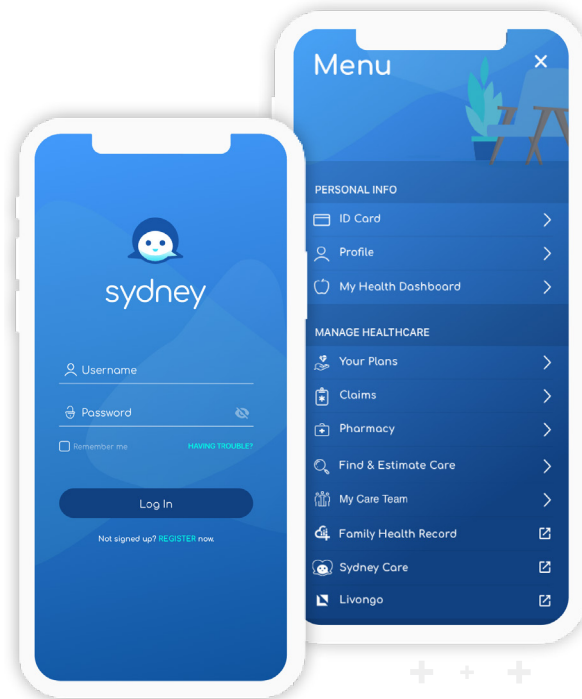 sydney
Username
Password
Remember me
HAVING TROUBLE?
Log In
Not signed up? REGISTER now.
Menu
PERSONAL INFO
ID Card
Profile
My Health Dashboard
MANAGE HEALTHCARE
Your Plans
Claims
Pharmacy
Find & Estimate Care
My Care Team
Family Health Record
Sydney Care
Livongo